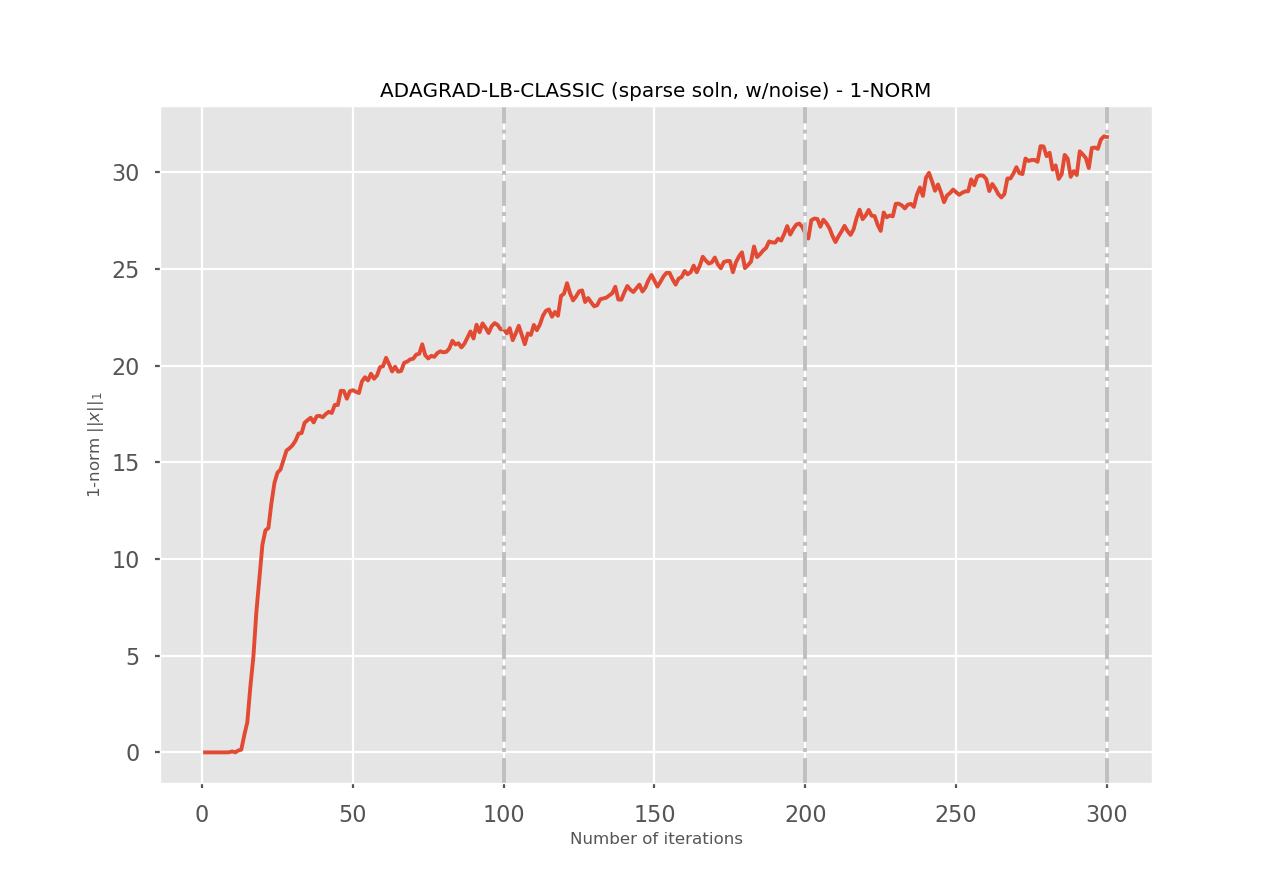 ADAGRAD-LB-CLASSIC (sparse soln, w/noise) - 1-NORM
30
25
20
15
10
5
0
1-norm ||x||₁
0 50 100 150 200 250 300
Number of iterations